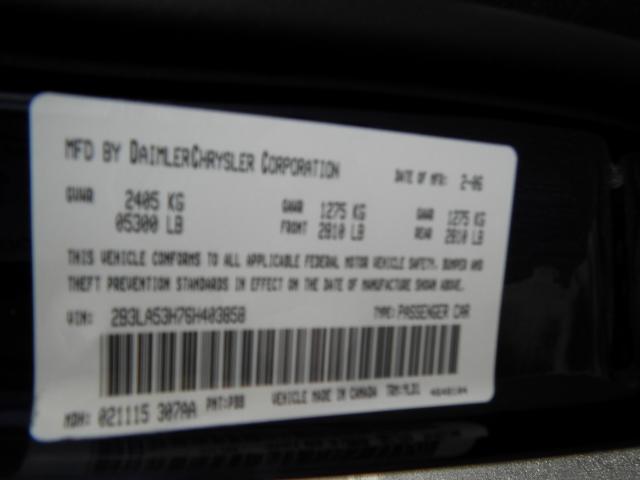 MFD BY DAIMLERCHRYSLER CORPORATION DATE OF MFR: 2-06
GVWR 2405 KG GAWR 1275 KG GAWR 1275 KG
05300 LB FRONT 2810 LB REAR 2810 LB
THIS VEHICLE CONFORMS TO ALL APPLICABLE FEDERAL MOTOR VEHICLE SAFETY, BUMPER AND
THEFT PREVENTION STANDARDS IN EFFECT ON THE DATE OF MANUFACTURE SHOWN ABOVE.
VIN: 2B3LA53H76H403858 TYPE: PASSENGER CAR
MDH: 021115 307AA PNT: PB8 VEHICLE MADE IN CANADA TRM: MLD1